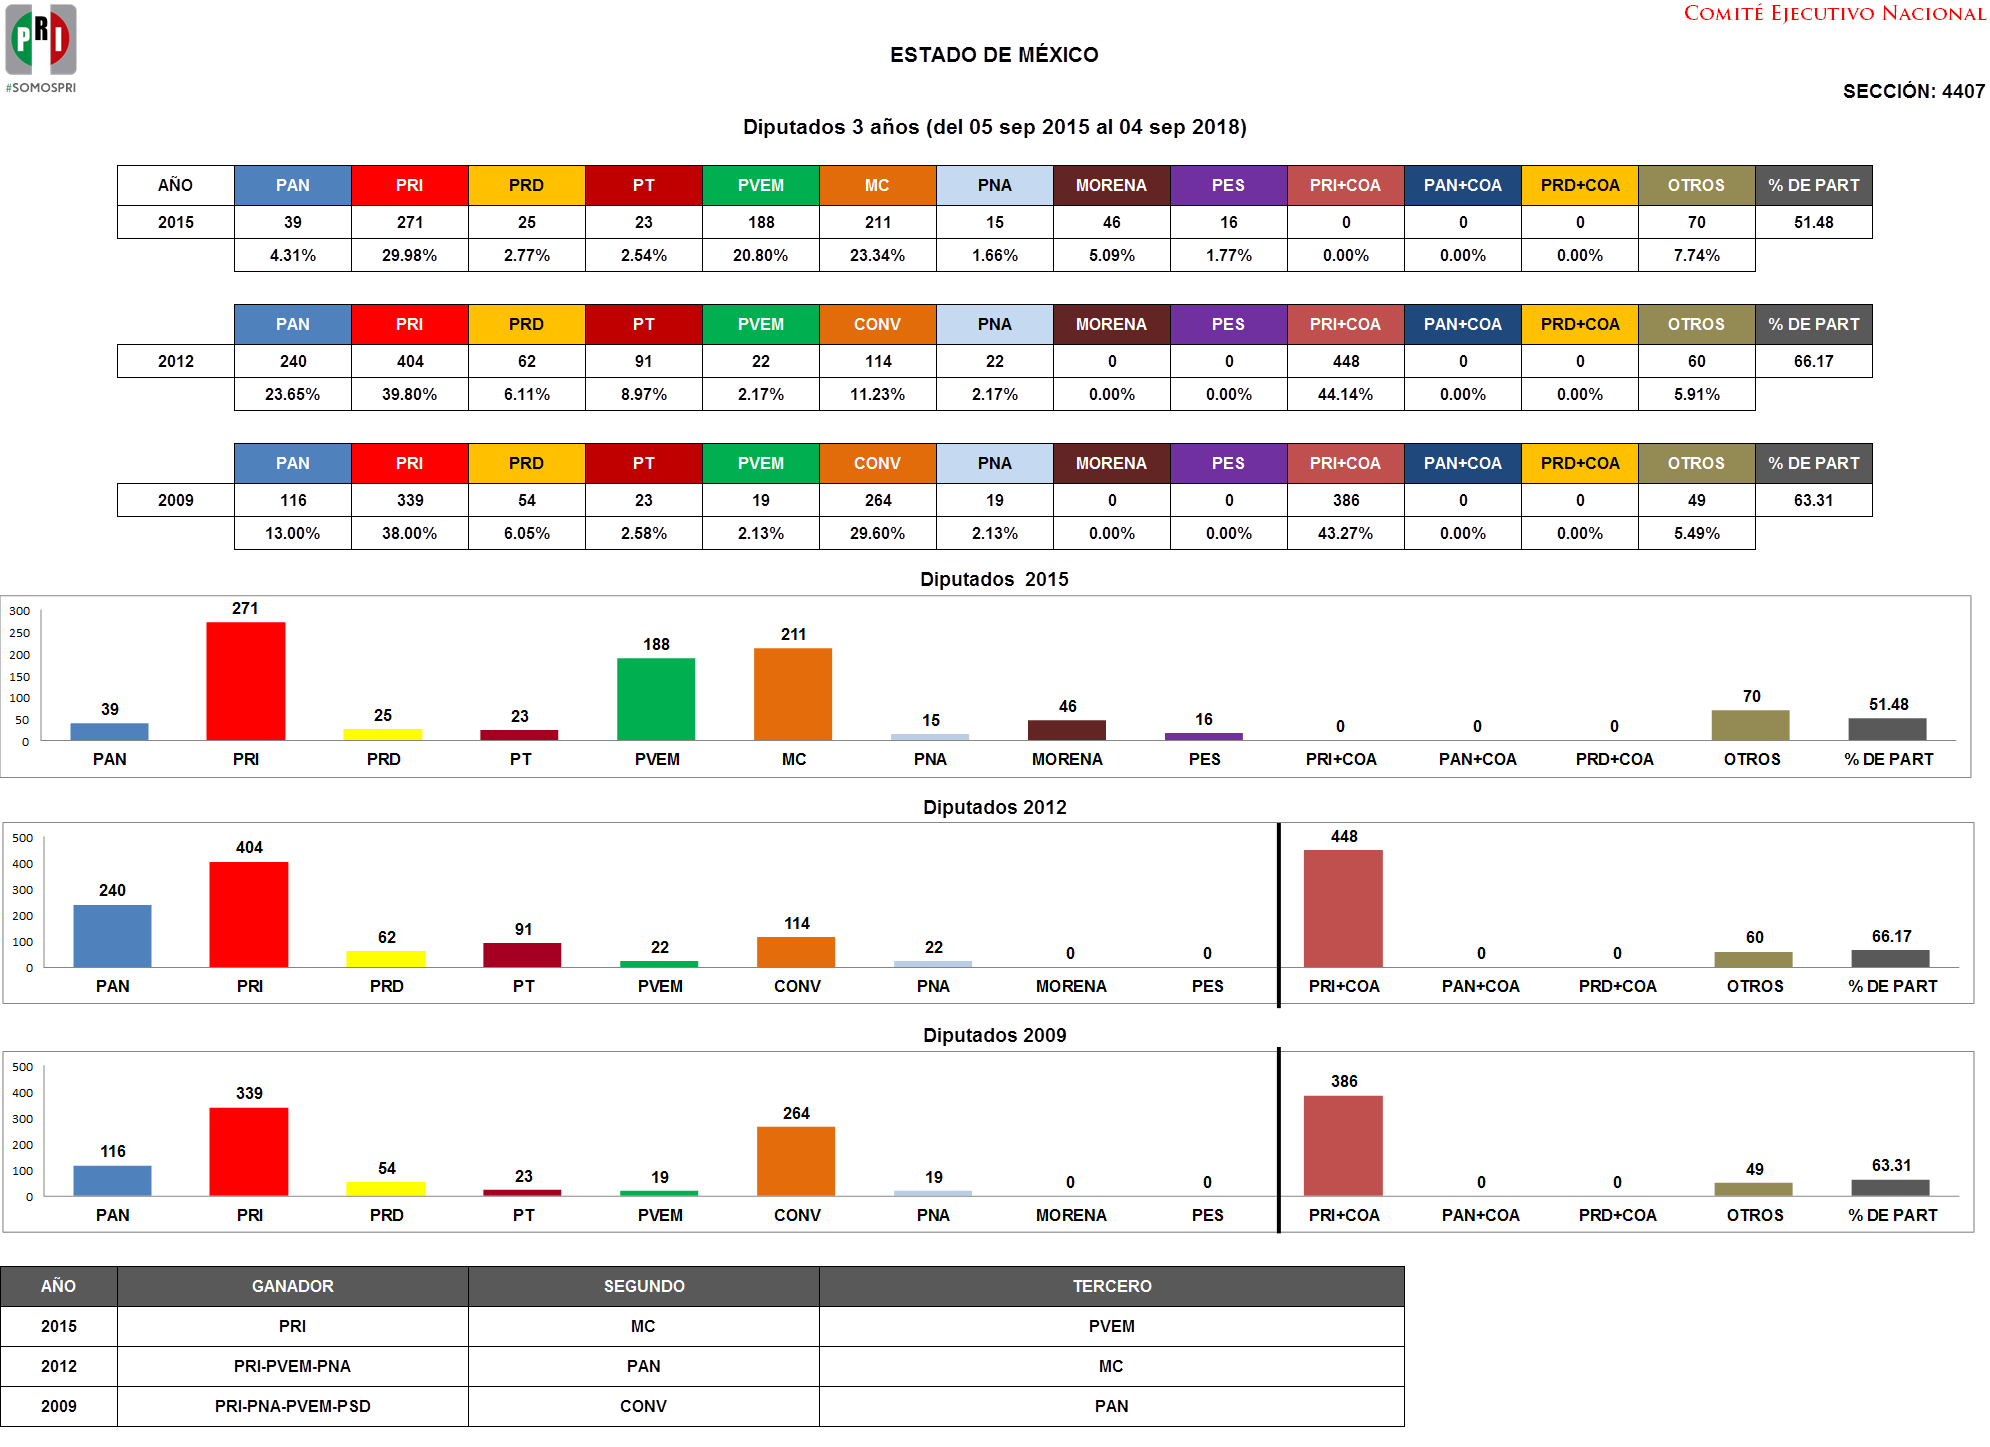 PRI
#SOMOSPRI
COMITÉ EJECUTIVO NACIONAL
ESTADO DE MÉXICO
SECCIÓN: 4407
Diputados 3 años (del 05 sep 2015 al 04 sep 2018)
AÑO PAN PRI PRD PT PVEM MC PNA MORENA PES PRI+COA PAN+COA PRD+COA OTROS % DE PART
2015 39 271 25 23 188 211 15 46 16 0 0 0 70 51.48
4.31% 29.98% 2.77% 2.54% 20.80% 23.34% 1.66% 5.09% 1.77% 0.00% 0.00% 0.00% 7.74%
PAN PRI PRD PT PVEM CONV PNA MORENA PES PRI+COA PAN+COA PRD+COA OTROS % DE PART
2012 240 404 62 91 22 114 22 0 0 448 0 0 60 66.17
23.65% 39.80% 6.11% 8.97% 2.17% 11.23% 2.17% 0.00% 0.00% 44.14% 0.00% 0.00% 5.91%
PAN PRI PRD PT PVEM CONV PNA MORENA PES PRI+COA PAN+COA PRD+COA OTROS % DE PART
2009 116 339 54 23 19 264 19 0 0 386 0 0 49 63.31
13.00% 38.00% 6.05% 2.58% 2.13% 29.60% 2.13% 0.00% 0.00% 43.27% 0.00% 0.00% 5.49%
Diputados 2015
300
250
200
150
100
50
0
39 271 25 23 188 211 15 46 16 0 0 0 70 51.48
PAN PRI PRD PT PVEM MC PNA MORENA PES PRI+COA PAN+COA PRD+COA OTROS % DE PART
Diputados 2012
500
400
300
200
100
0
240 404 62 91 22 114 22 0 0 448 0 0 60 66.17
PAN PRI PRD PT PVEM CONV PNA MORENA PES PRI+COA PAN+COA PRD+COA OTROS % DE PART
Diputados 2009
500
400
300
200
100
0
116 339 54 23 19 264 19 0 0 386 0 0 49 63.31
PAN PRI PRD PT PVEM CONV PNA MORENA PES PRI+COA PAN+COA PRD+COA OTROS % DE PART
AÑO GANADOR SEGUNDO TERCERO
2015 PRI MC PVEM
2012 PRI-PVEM-PNA PAN MC
2009 PRI-PNA-PVEM-PSD CONV PAN